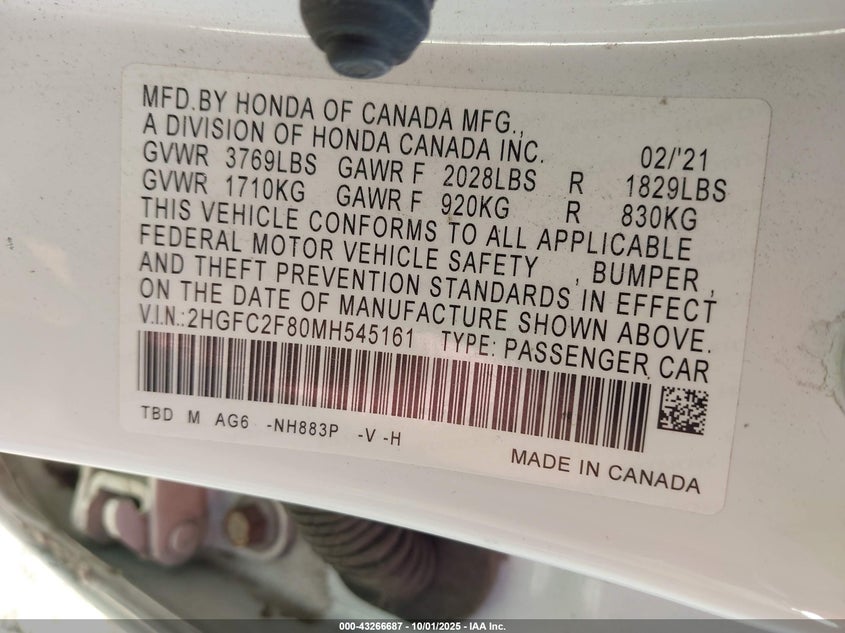 MFD.BY HONDA OF CANADA MFG.,
A DIVISION OF HONDA CANADA INC. 02/'21
GVWR 3769LBS GAWR F 2028LBS R 1829LBS
GVWR 1710KG GAWR F 920KG R 830KG
THIS VEHICLE CONFORMS TO ALL APPLICABLE
FEDERAL MOTOR VEHICLE SAFETY , BUMPER ,
AND THEFT PREVENTION STANDARDS IN EFFECT
ON THE DATE OF MANUFACTURE SHOWN ABOVE.
V.I.N.:2HGFC2F80MH545161 TYPE: PASSENGER CAR
TBD M AG6 -NH883P -V -H
MADE IN CANADA
000-43266687 - 10/01/2025 - IAA Inc.